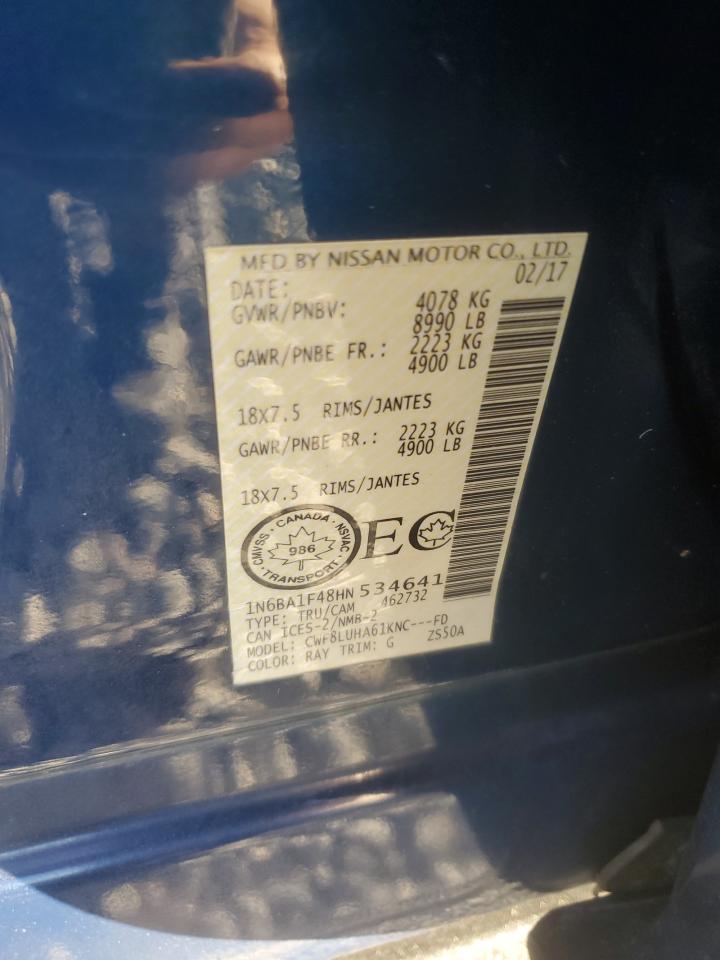 MFD BY NISSAN MOTOR CO., LTD.
DATE: 02/17
GVWR/PNBV: 4078 KG
8990 LB
GAWR/PNBE FR.: 2223 KG
4900 LB
18X7.5 RIMS/JANTES
GAWR/PNBE RR.: 2223 KG
4900 LB
18X7.5 RIMS/JANTES
CANADA · NSVAC · TRANSPORT · CMVSS ·
986
EC
1N6BA1F48HN534641
TYPE: TRU/CAM 462732
CAN ICES-2/NMB-2
MODEL: CWF8LUHA61KNC---FD
COLOR: RAY TRIM: G ZS50A